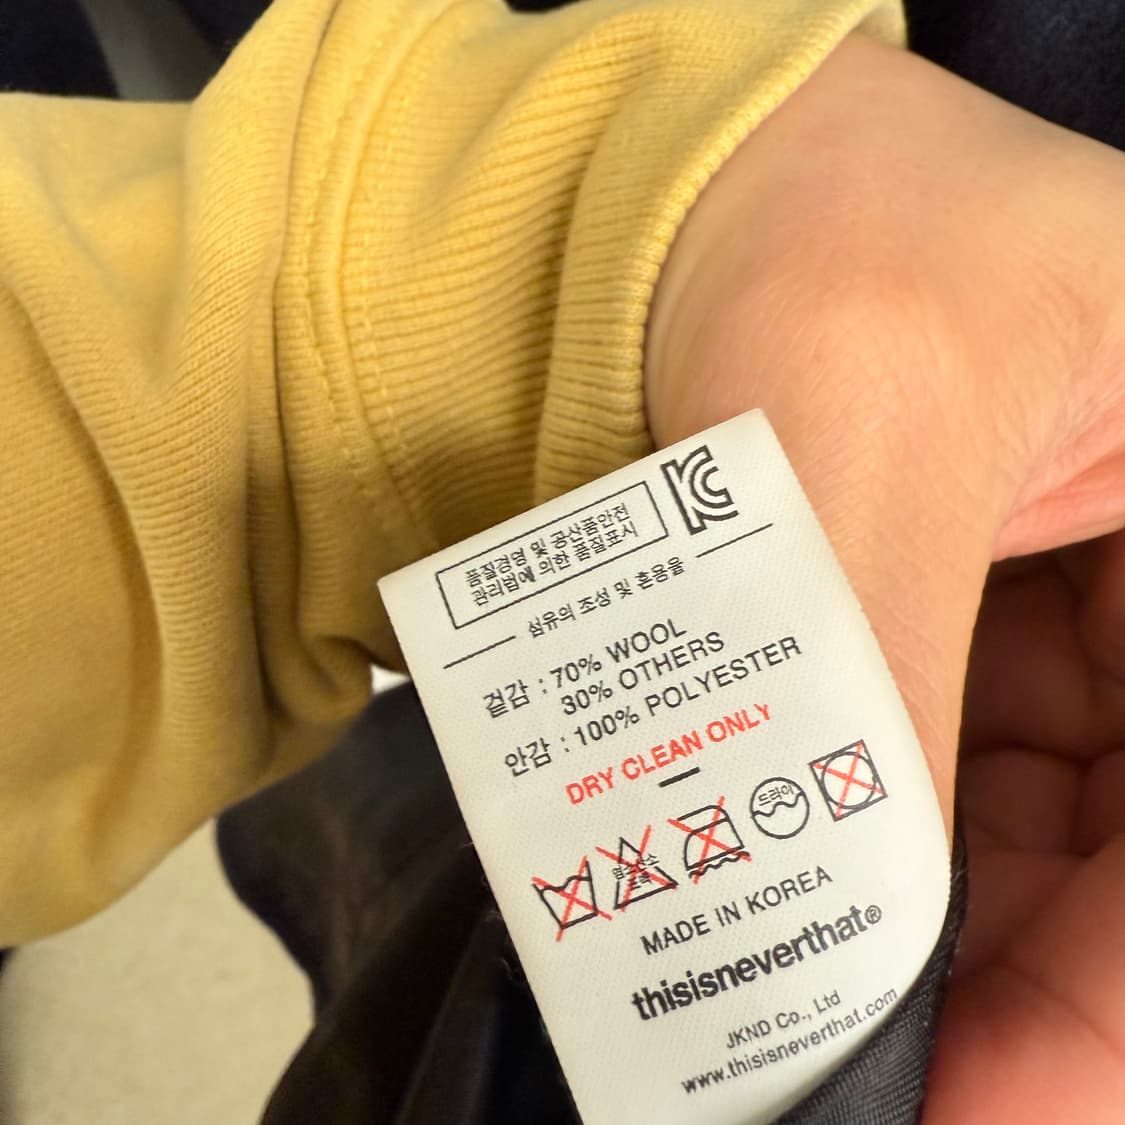 품질경영 및 공산품안전
관리법에 의한 품질표시
섬유의 조성 및 혼용율
겉감 : 70% WOOL
30% OTHERS
안감 : 100% POLYESTER
DRY CLEAN ONLY
드라이
MADE IN KOREA
thisisneverthat®
JKND Co., Ltd
www.thisisneverthat.com